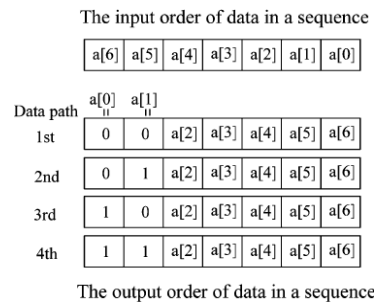 The input order of data in a sequence
a[6] a[5] a[4] a[3] a[2] a[1] a[0]
a[0] a[1]
Data path = =
1st 0 0 a[2] a[3] a[4] a[5] a[6]
2nd 0 1 a[2] a[3] a[4] a[5] a[6]
3rd 1 0 a[2] a[3] a[4] a[5] a[6]
4th 1 1 a[2] a[3] a[4] a[5] a[6]
The output order of data in a sequence